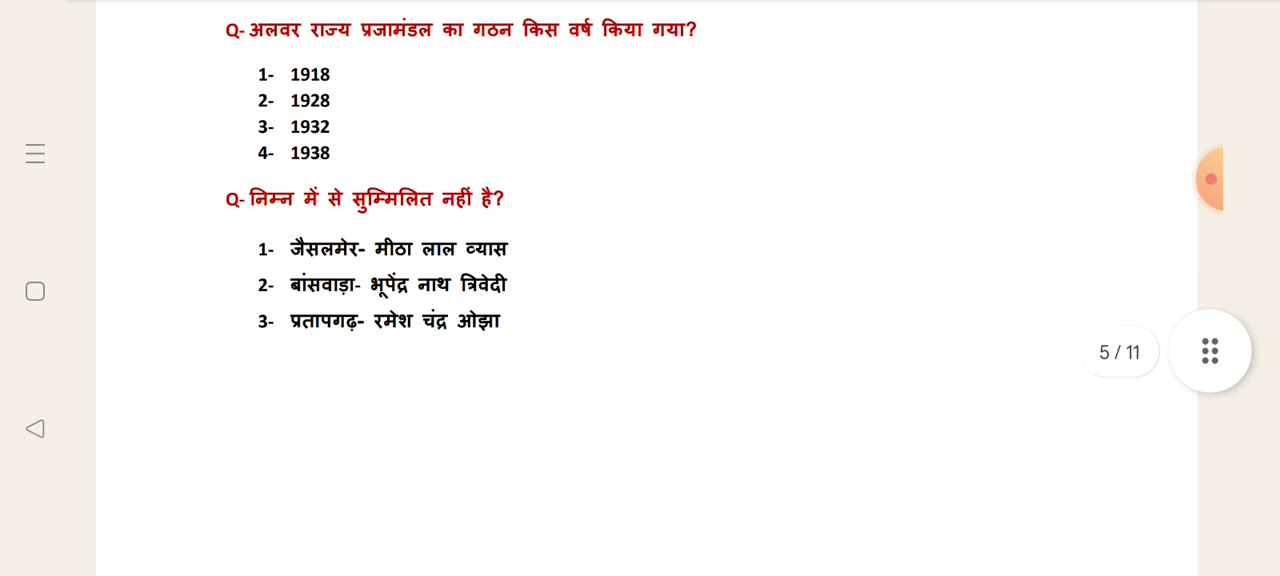 Q- अलवर राज्य प्रजामंडल का गठन किस वर्ष किया गया?
1- 1918
2- 1928
3- 1932
4- 1938
Q- निम्न में से सुम्मिलित नहीं है?
1- जैसलमेर- मीठा लाल व्यास
2- बांसवाड़ा- भूपेंद्र नाथ त्रिवेदी
3- प्रतापगढ़- रमेश चंद्र ओझा
5 / 11